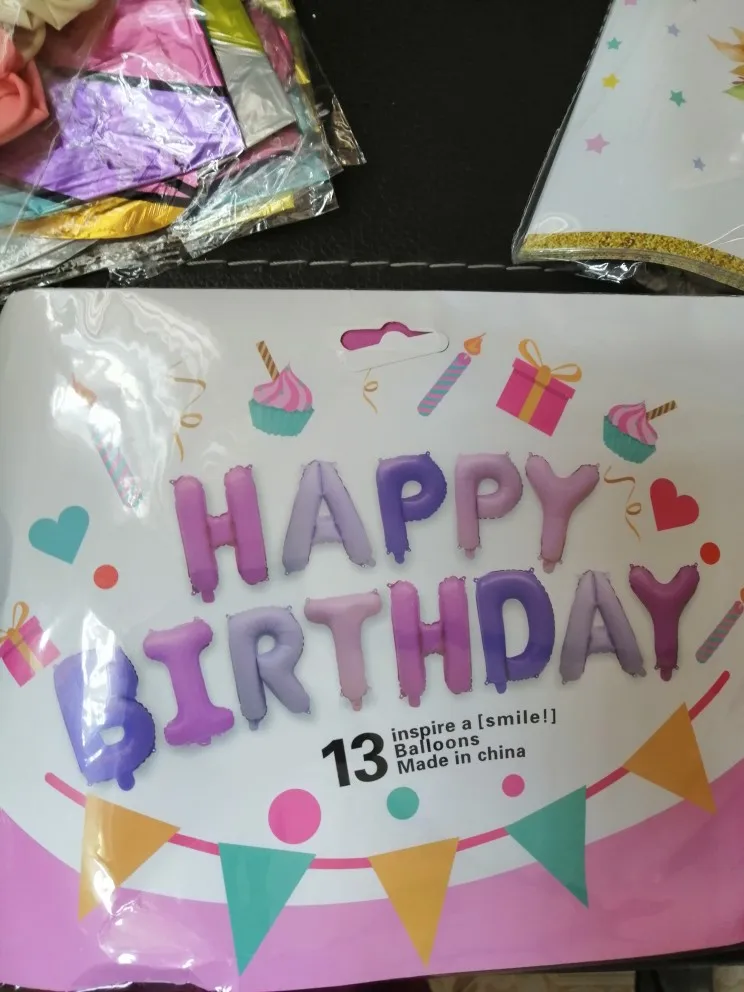 HAPPY
BIRTHDAY
13 inspire a [smile!]
Balloons
Made in china